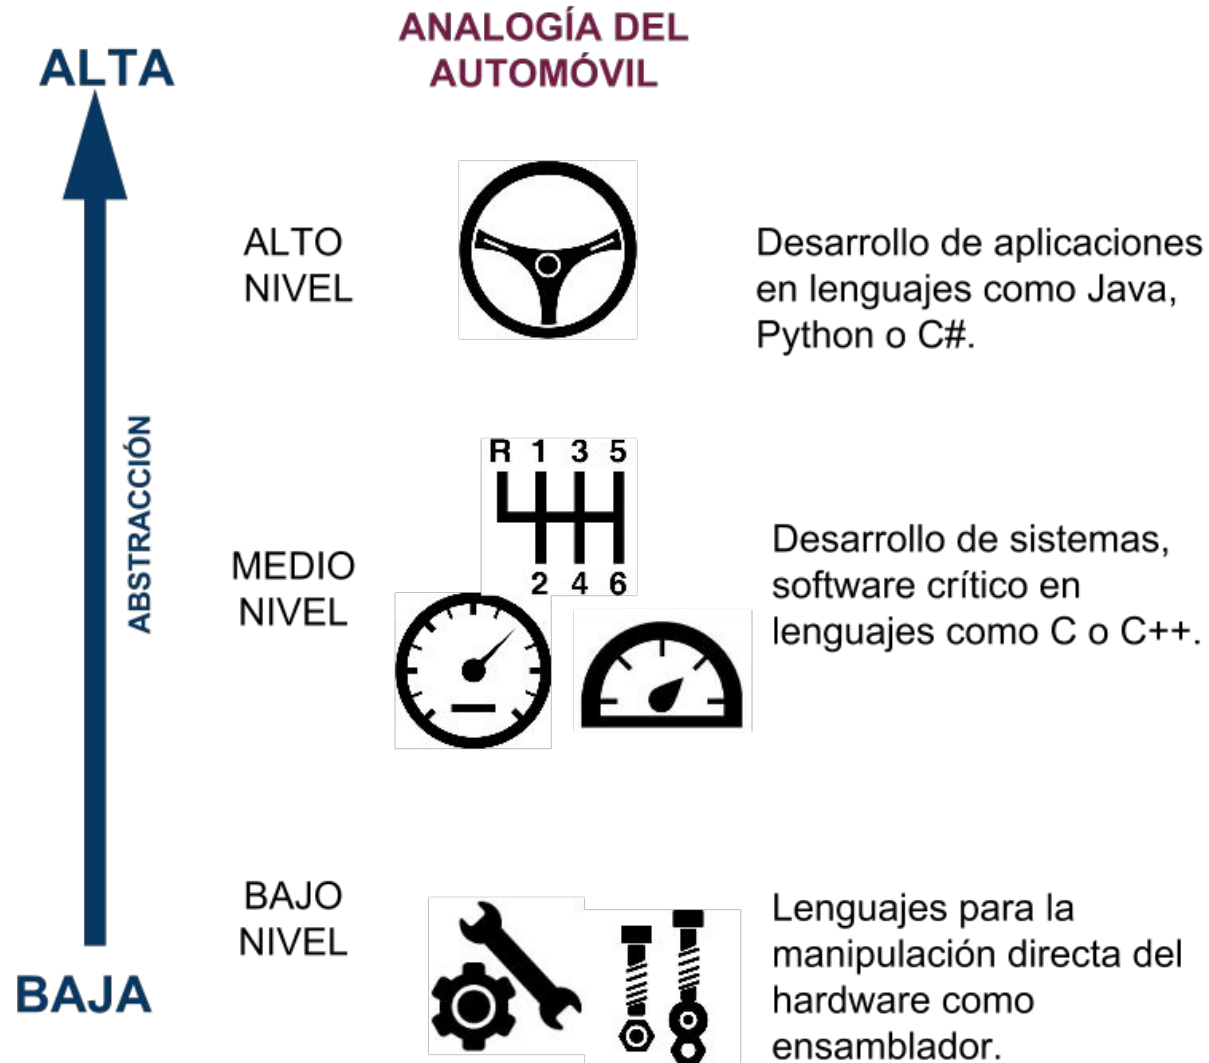 ANALOGÍA DEL
AUTOMÓVIL
ALTA
ABSTRACCIÓN
BAJA
ALTO
NIVEL
Desarrollo de aplicaciones
en lenguajes como Java,
Python o C#.
R 1 3 5
2 4 6
MEDIO
NIVEL
Desarrollo de sistemas,
software crítico en
lenguajes como C o C++.
BAJO
NIVEL
Lenguajes para la
manipulación directa del
hardware como
ensamblador.